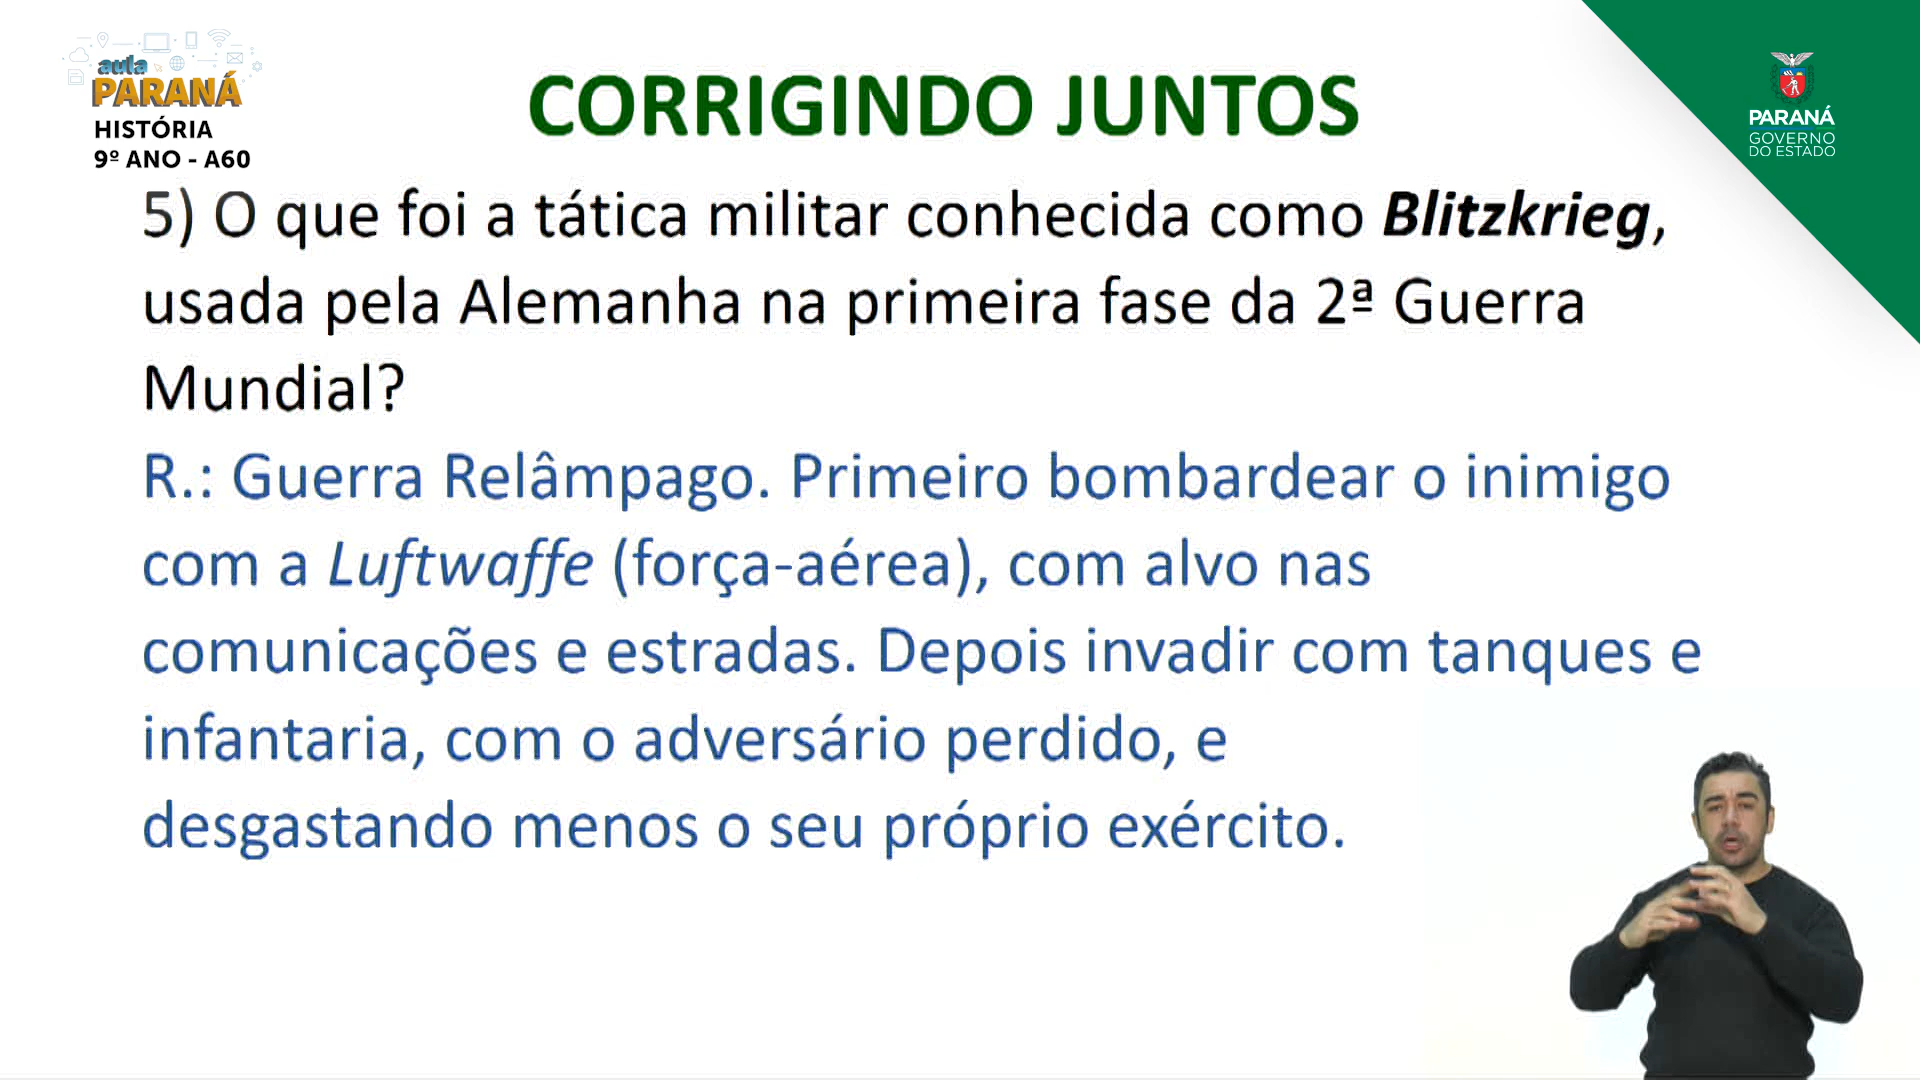 aula
PARANÁ
HISTÓRIA
9º ANO - A60
CORRIGINDO JUNTOS
PARANÁ
GOVERNO
DO ESTADO
5) O que foi a tática militar conhecida como Blitzkrieg,
usada pela Alemanha na primeira fase da 2ª Guerra
Mundial?
R.: Guerra Relâmpago. Primeiro bombardear o inimigo
com a Luftwaffe (força-aérea), com alvo nas
comunicações e estradas. Depois invadir com tanques e
infantaria, com o adversário perdido, e
desgastando menos o seu próprio exército.